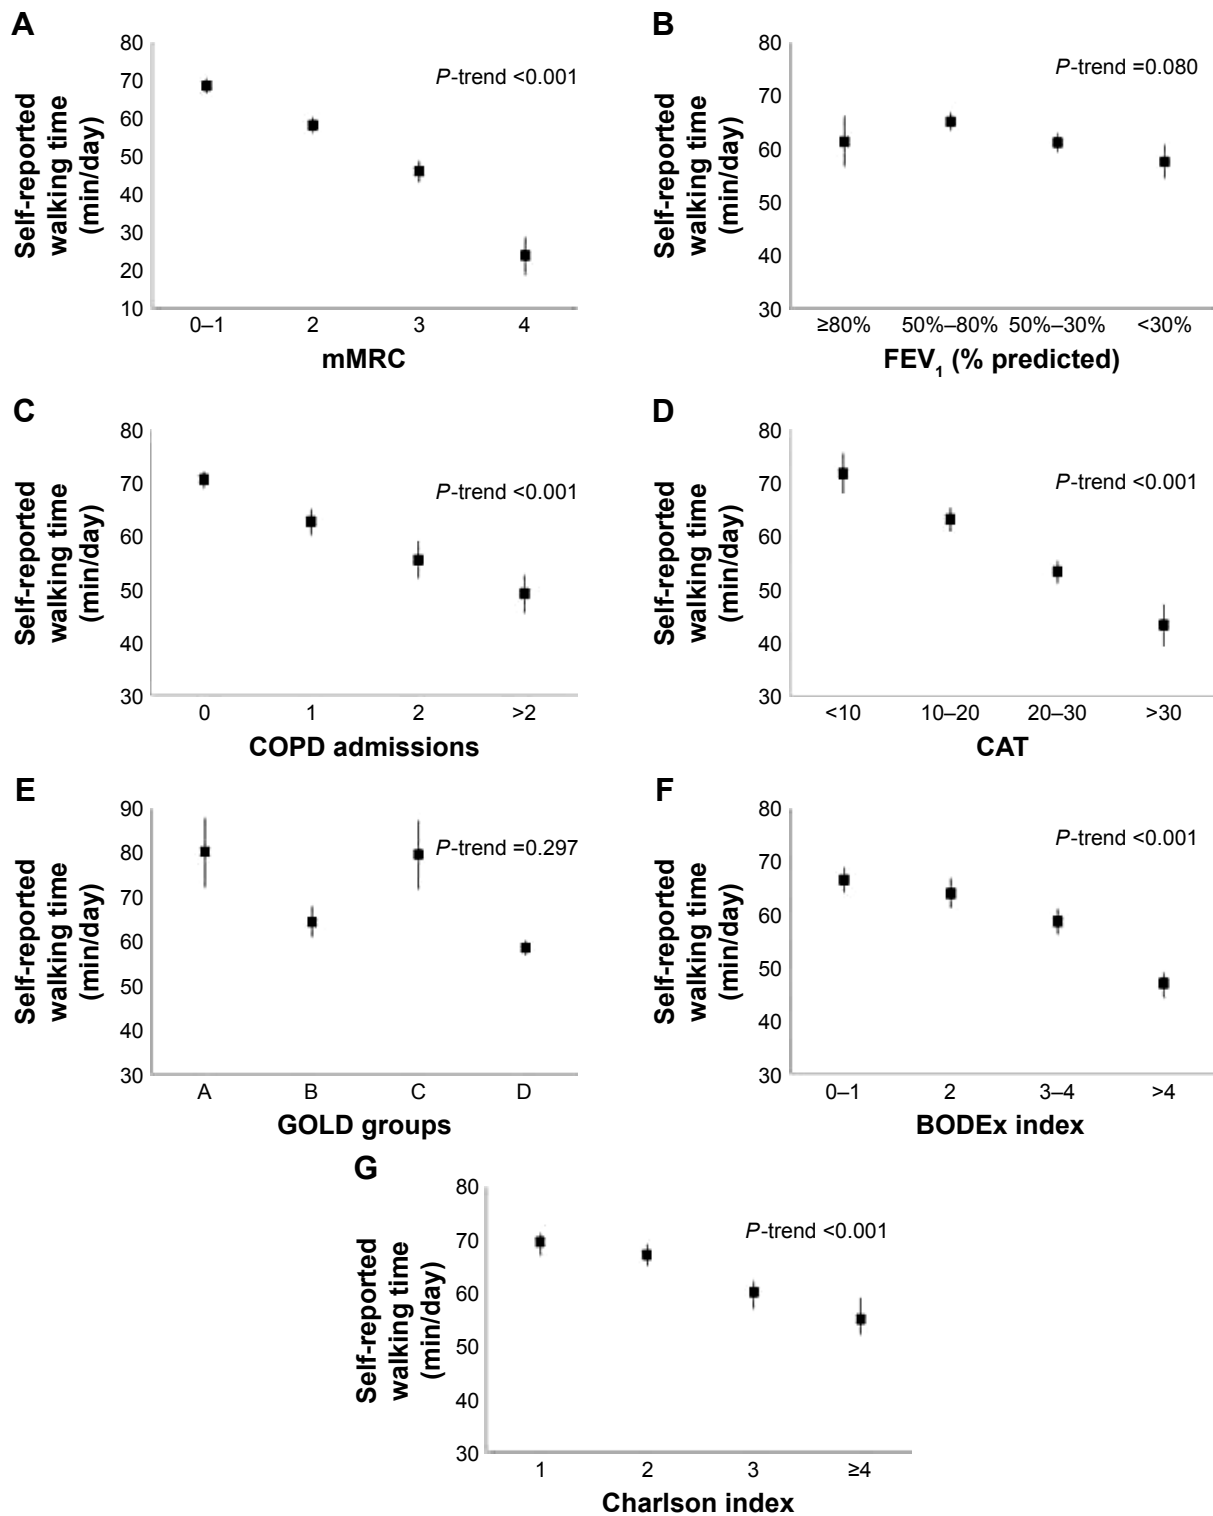 A
Self-reported
walking time
(min/day)
80
70
60
50
40
30
20
10
P-trend <0.001
0–1 2 3 4
mMRC
B
Self-reported
walking time
(min/day)
80
70
60
50
40
30
P-trend =0.080
≥80% 50%–80% 50%–30% <30%
FEV1 (% predicted)
C
Self-reported
walking time
(min/day)
80
70
60
50
40
30
P-trend <0.001
0 1 2 >2
COPD admissions
D
Self-reported
walking time
(min/day)
80
70
60
50
40
30
P-trend <0.001
<10 10–20 20–30 >30
CAT
E
Self-reported
walking time
(min/day)
90
80
70
60
50
40
30
P-trend =0.297
A B C D
GOLD groups
F
Self-reported
walking time
(min/day)
80
70
60
50
40
30
P-trend <0.001
0–1 2 3–4 >4
BODEx index
G
Self-reported
walking time
(min/day)
80
70
60
50
40
30
P-trend <0.001
1 2 3 ≥4
Charlson index